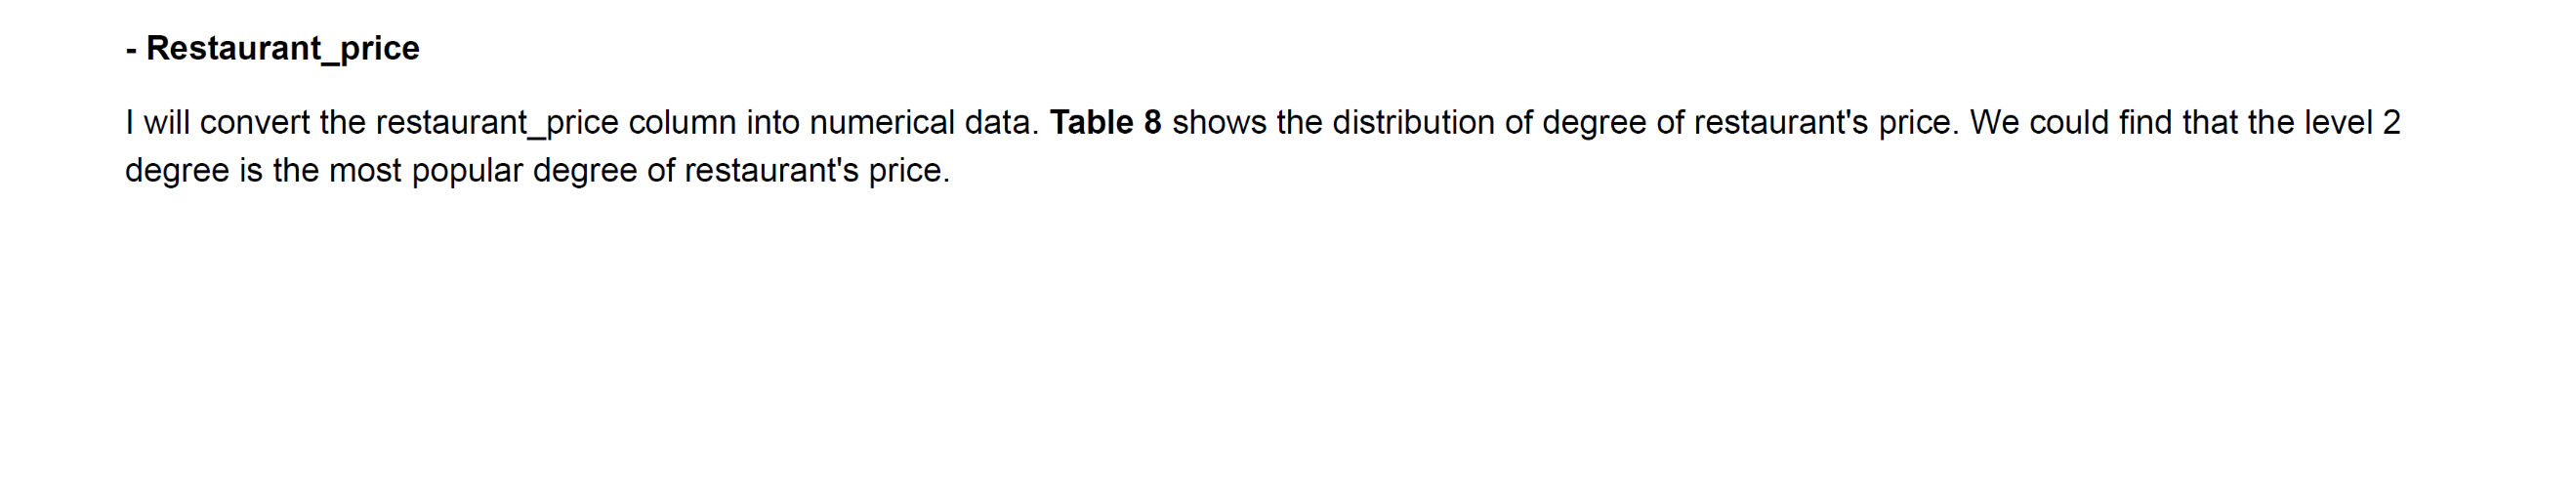 - Restaurant_price
I will convert the restaurant_price column into numerical data. Table 8 shows the distribution of degree of restaurant's price. We could find that the level 2
degree is the most popular degree of restaurant's price.